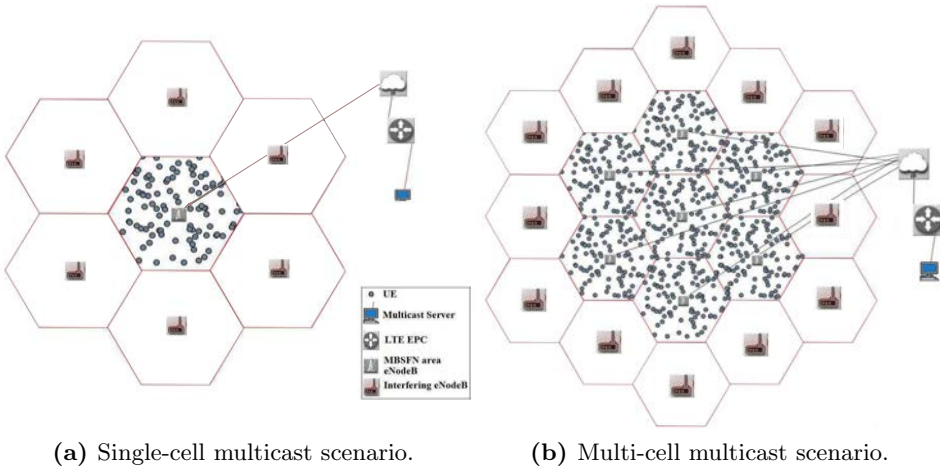 UE
Multicast Server
LTE EPC
MBSFN area
eNodeB
Interfering eNodeB
(a) Single-cell multicast scenario.
(b) Multi-cell multicast scenario.